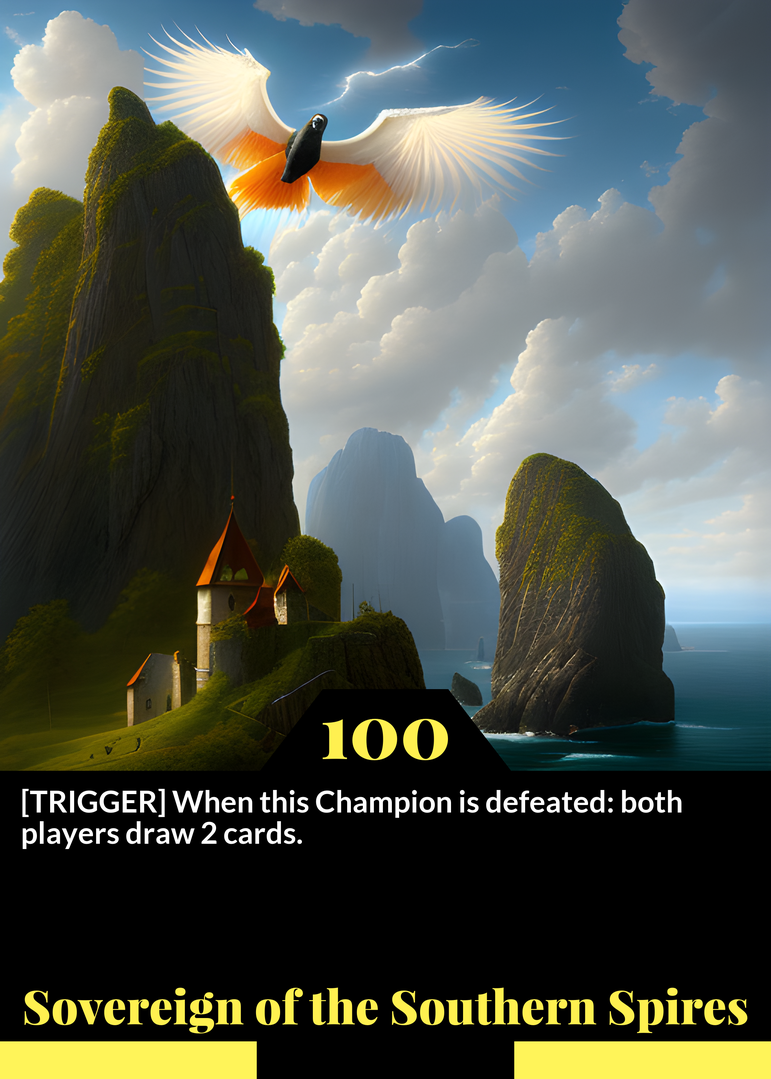 100
[TRIGGER] When this Champion is defeated: both
players draw 2 cards.
Sovereign of the Southern Spires